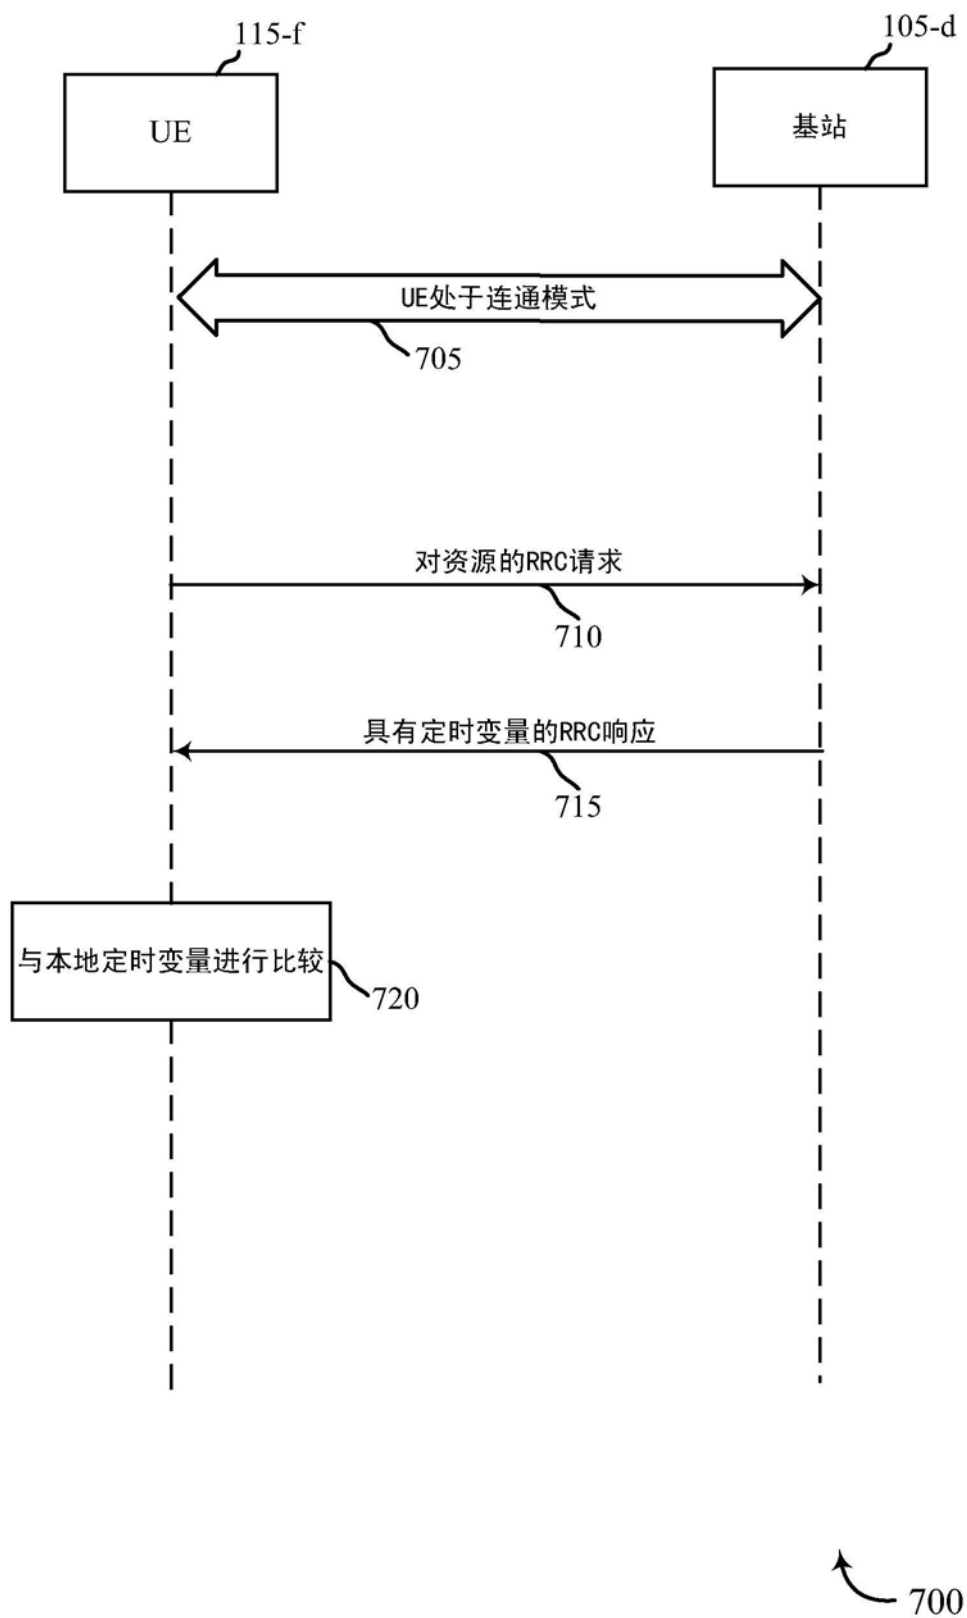 115-f
105-d
UE
基站
UE处于连通模式
705
对资源的RRC请求
710
具有定时变量的RRC响应
715
与本地定时变量进行比较
720
700